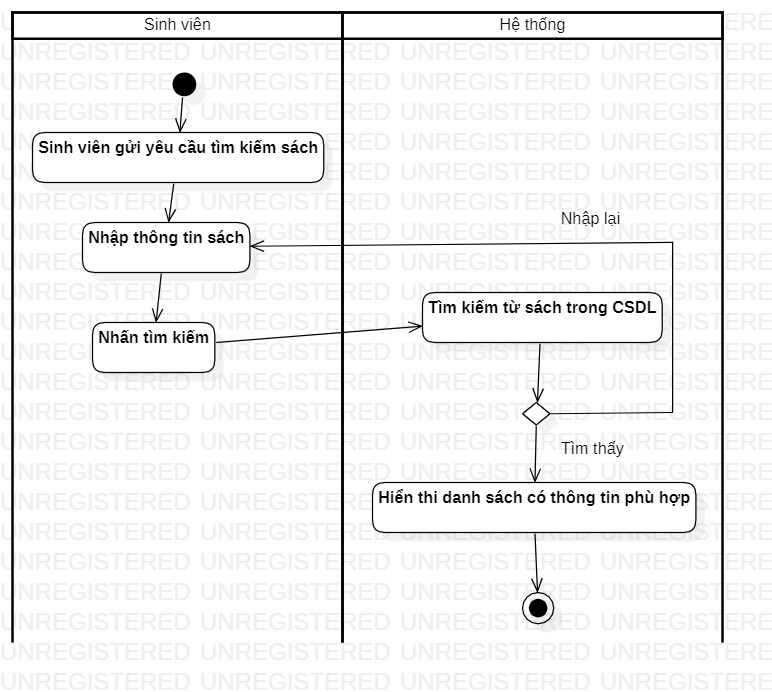 Sinh viên
Hệ thống
Sinh viên gửi yêu cầu tìm kiếm sách
Nhập thông tin sách
Nhập lại
Tìm kiếm từ sách trong CSDL
Nhấn tìm kiếm
Tìm thấy
Hiển thi danh sách có thông tin phù hợp
UNREGISTERED